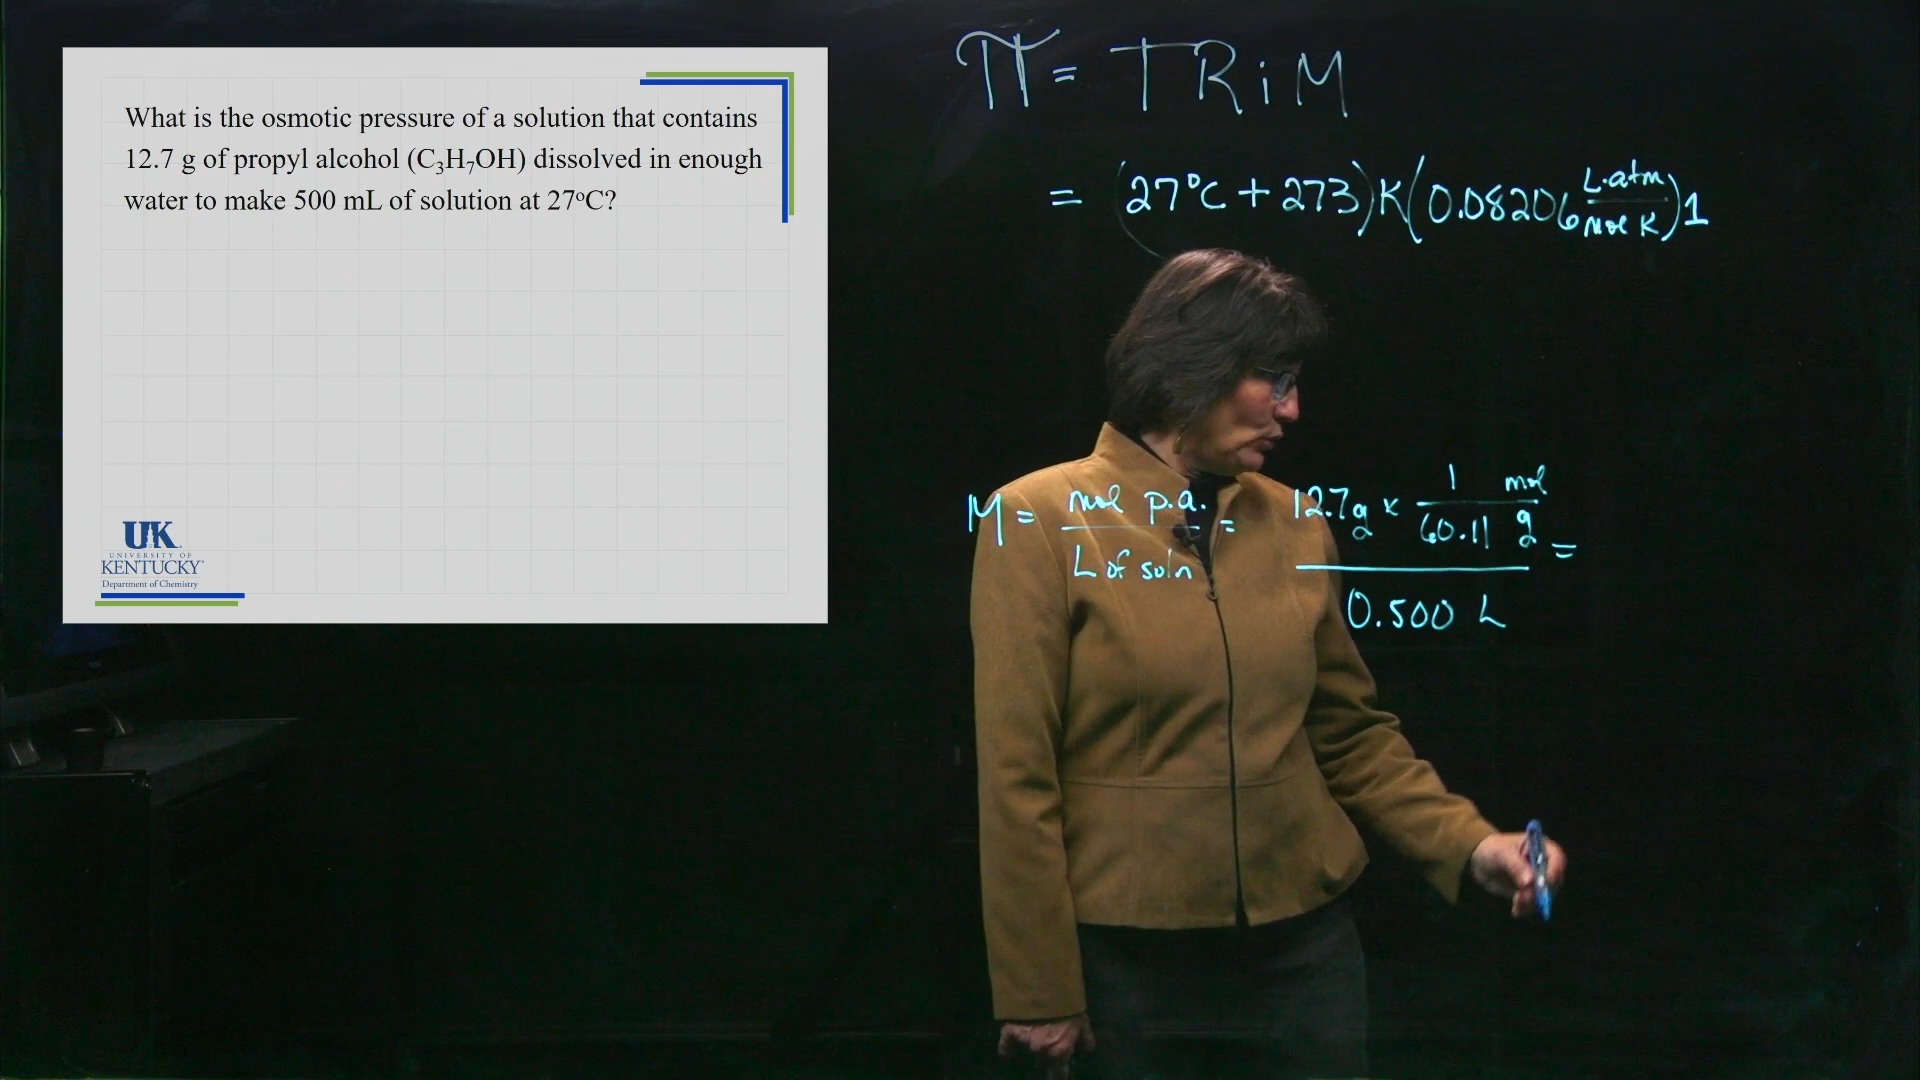 What is the osmotic pressure of a solution that contains
12.7 g of propyl alcohol (C₃H₇OH) dissolved in enough
water to make 500 mL of solution at 27°C?
UK
UNIVERSITY OF
KENTUCKY
Department of Chemistry
π = TRiM
= (27°C + 273)K(0.08206 L·atm/mol K)1
M = mol p.a./L of soln = 12.7g x 1 mol/60.11 g =
0.500 L